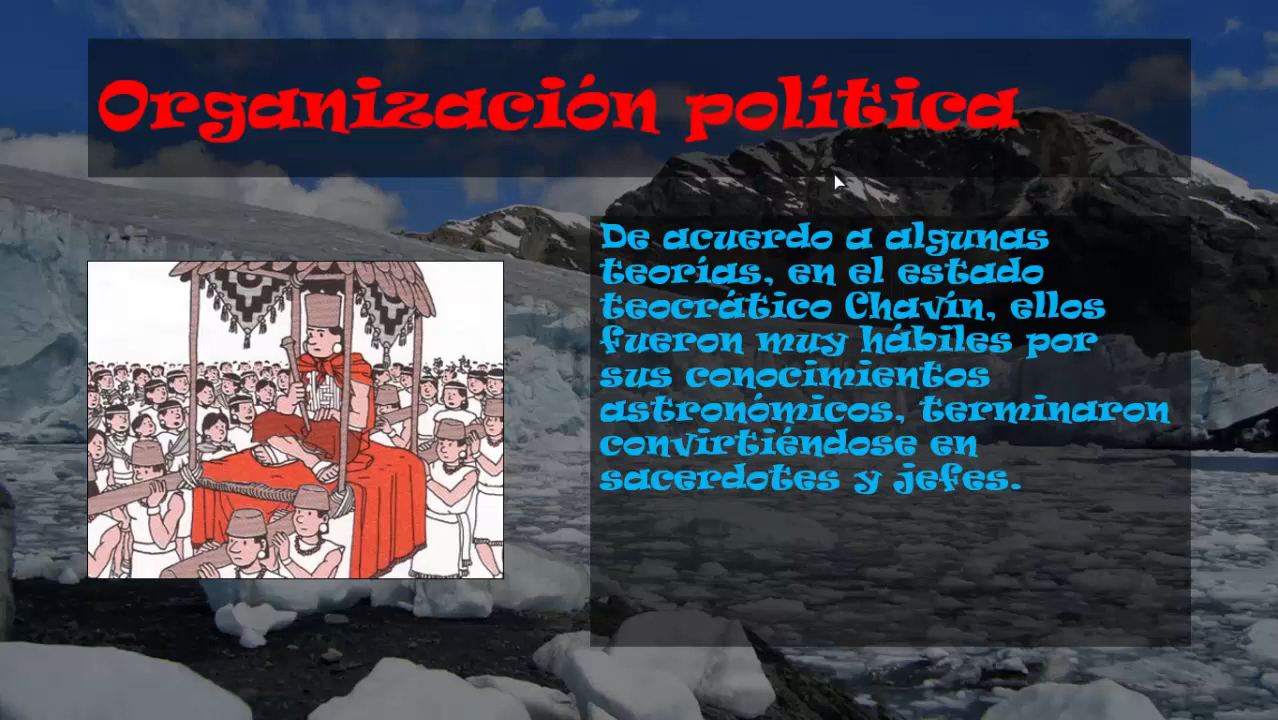 Organización política
De acuerdo a algunas
teorías, en el estado
teocrático Chavín, ellos
fueron muy hábiles por
sus conocimientos
astronómicos, terminaron
convirtiéndose en
sacerdotes y jefes.